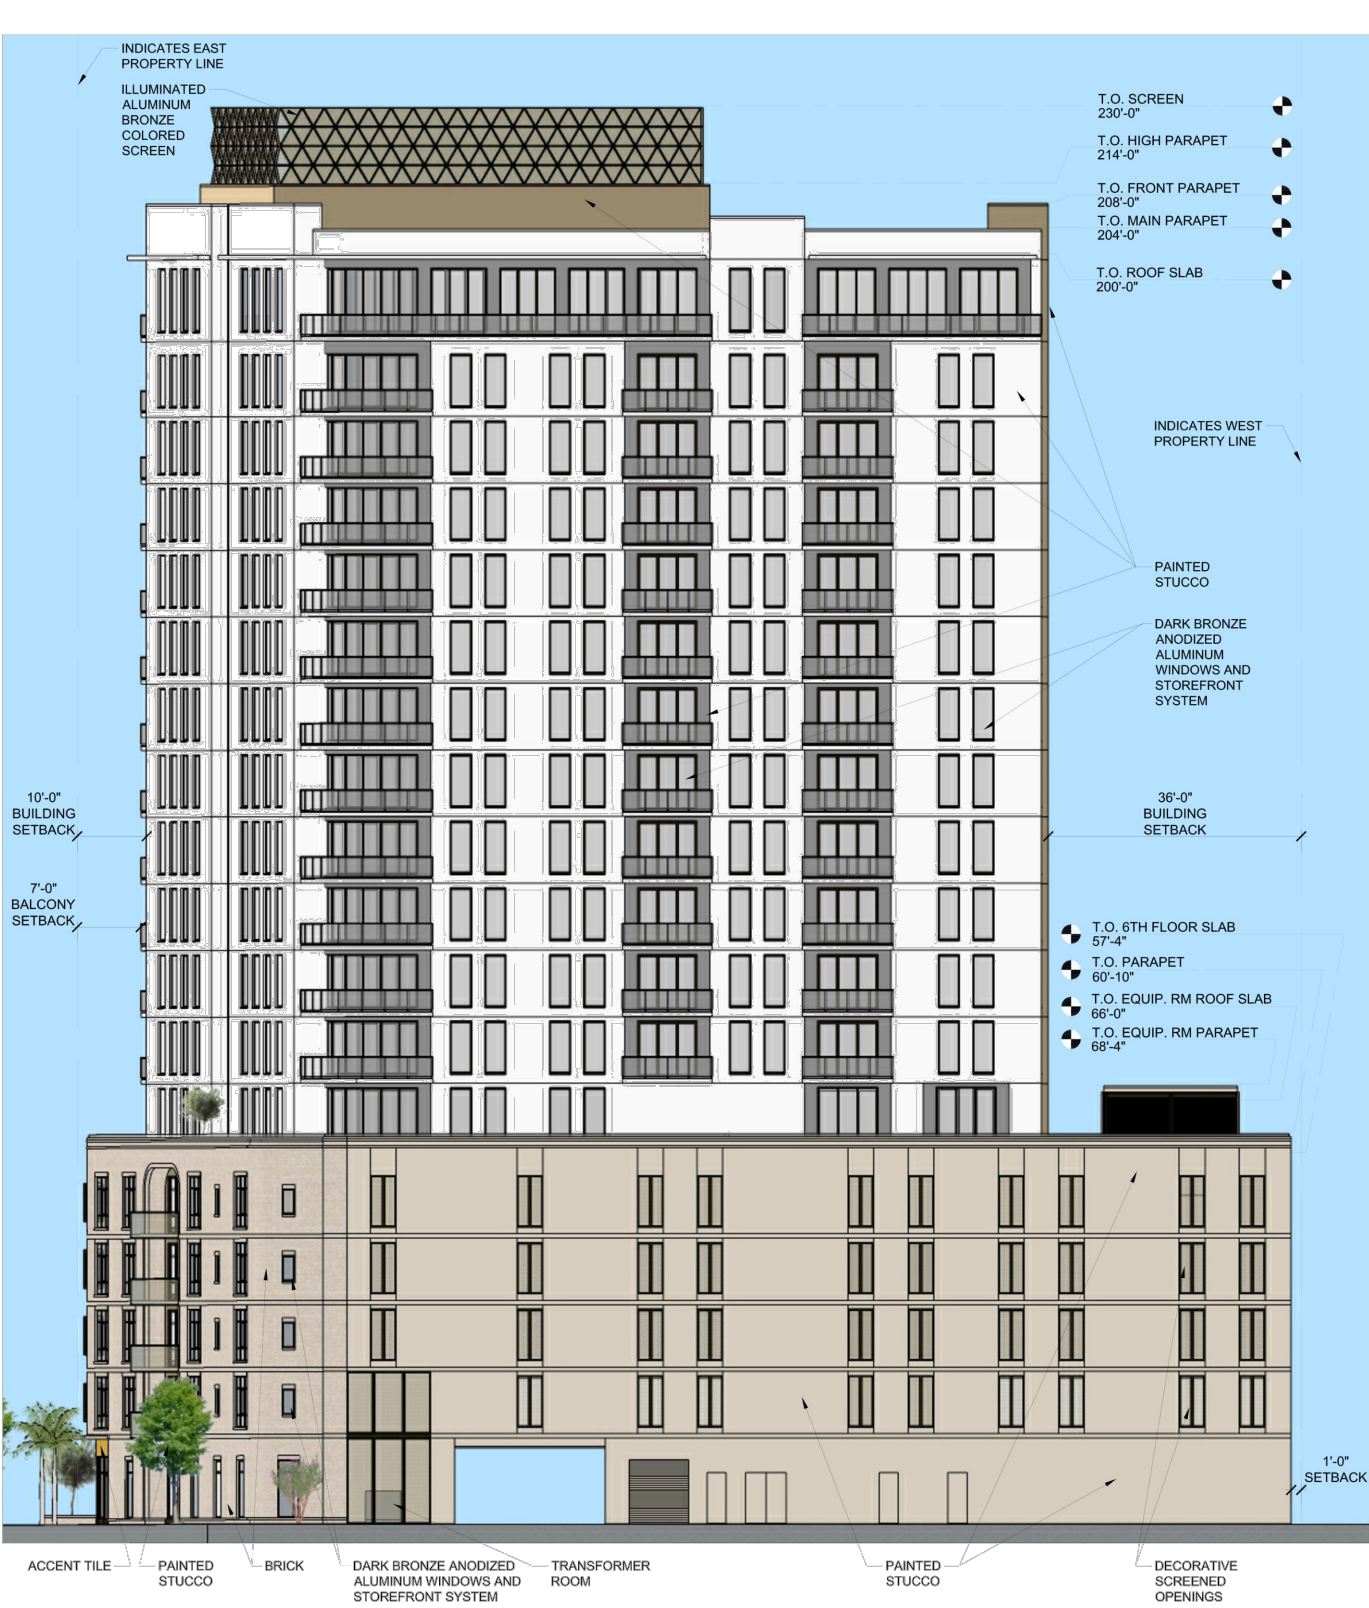 INDICATES EAST
PROPERTY LINE
ILLUMINATED
ALUMINUM
BRONZE
COLORED
SCREEN
T.O. SCREEN
230'-0"
T.O. HIGH PARAPET
214'-0"
T.O. FRONT PARAPET
208'-0"
T.O. MAIN PARAPET
204'-0"
T.O. ROOF SLAB
200'-0"
INDICATES WEST
PROPERTY LINE
PAINTED
STUCCO
DARK BRONZE
ANODIZED
ALUMINUM
WINDOWS AND
STOREFRONT
SYSTEM
10'-0"
BUILDING
SETBACK
36'-0"
BUILDING
SETBACK
7'-0"
BALCONY
SETBACK
T.O. 6TH FLOOR SLAB
57'-4"
T.O. PARAPET
60'-10"
T.O. EQUIP. RM ROOF SLAB
66'-0"
T.O. EQUIP. RM PARAPET
68'-4"
1'-0"
SETBACK
ACCENT TILE
PAINTED
STUCCO
BRICK
DARK BRONZE ANODIZED
ALUMINUM WINDOWS AND
STOREFRONT SYSTEM
TRANSFORMER
ROOM
PAINTED
STUCCO
DECORATIVE
SCREENED
OPENINGS